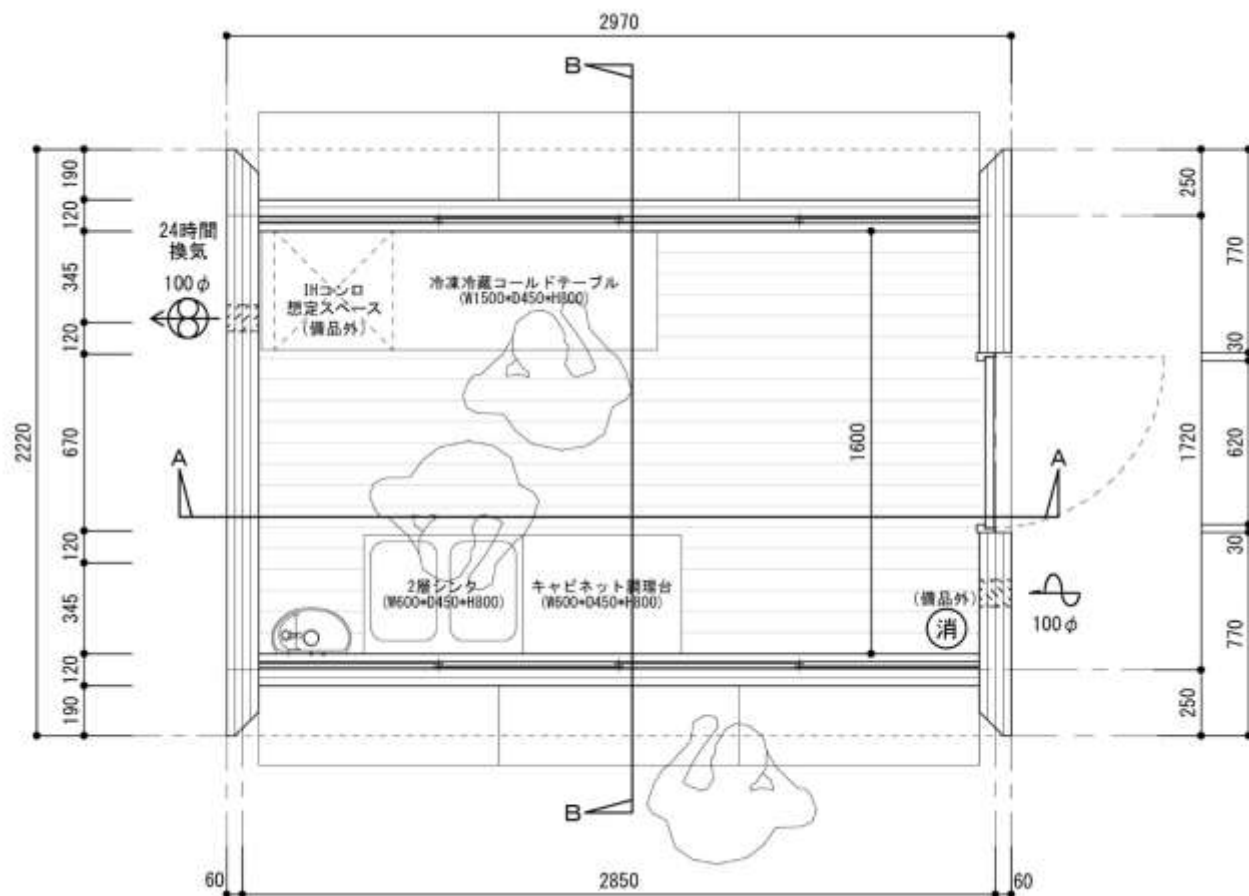 2970
B
190
120
345
120
670
120
345
120
190
2220
24時間
換気
100φ
IHコンロ
想定スペース
(備品外)
冷凍冷蔵コールドテーブル
(W1500*D450*H800)
A
1600
A
2層シンク
(W600*D450*H800)
キャビネット調理台
(W600*D450*H800)
(備品外)
消
100φ
250
1720
250
770
30
620
30
770
B
60
2850
60